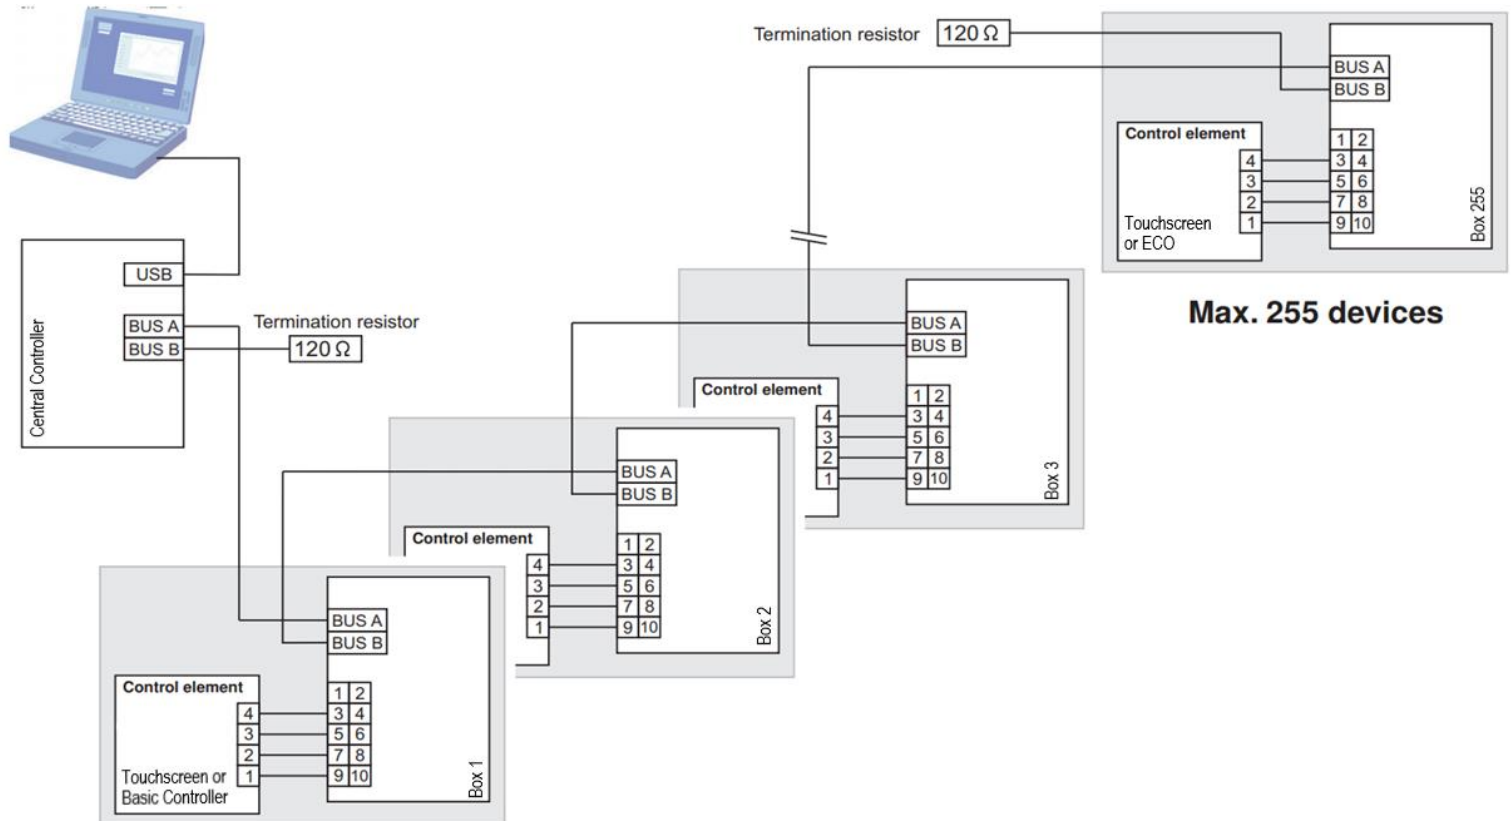 Termination resistor 120 Ω
BUS A
BUS B
Control element
1 2
4 3 4
3 5 6
2 7 8
1 9 10
Touchscreen
or ECO
Box 255
Max. 255 devices
Central Controller
USB
BUS A
BUS B
Termination resistor
120 Ω
BUS A
BUS B
Control element
1 2
4 3 4
3 5 6
2 7 8
1 9 10
Box 3
BUS A
BUS B
Control element
1 2
4 3 4
3 5 6
2 7 8
1 9 10
Box 2
BUS A
BUS B
Control element
1 2
4 3 4
3 5 6
2 7 8
1 9 10
Touchscreen or
Basic Controller
Box 1